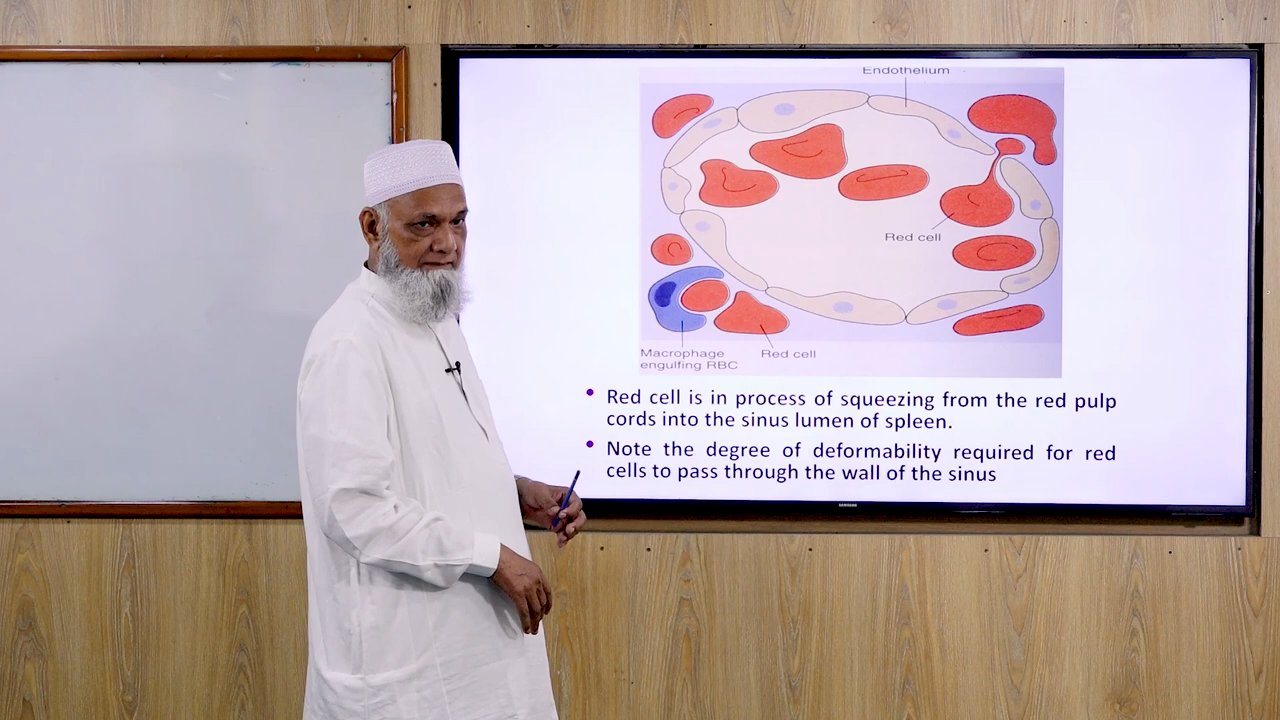 Endothelium
Red cell
Macrophage
engulfing RBC
Red cell
• Red cell is in process of squeezing from the red pulp
cords into the sinus lumen of spleen.
• Note the degree of deformability required for red
cells to pass through the wall of the sinus
SAMSUNG